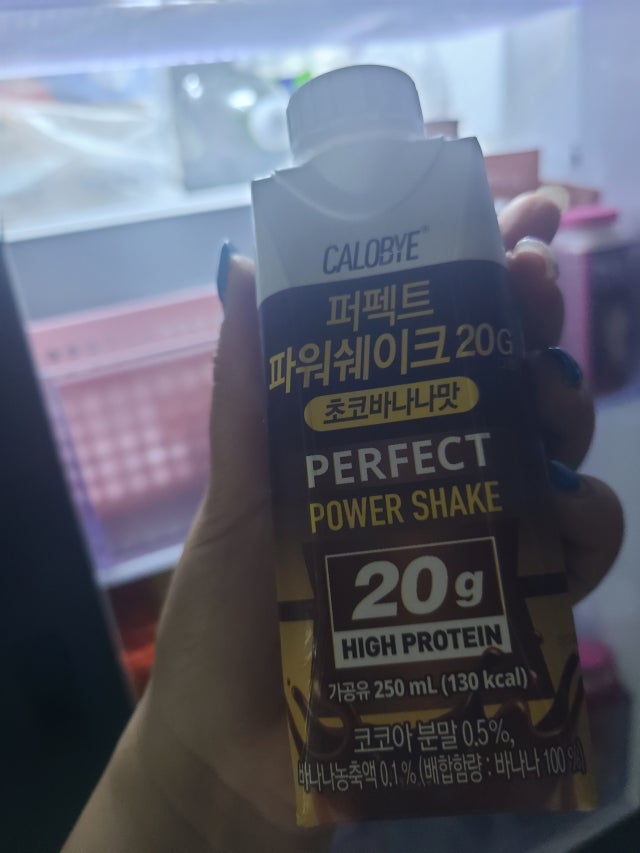 CALOBYE®
퍼펙트
파워쉐이크 20G
초코바나나맛
PERFECT
POWER SHAKE
20g
HIGH PROTEIN
가공유 250 mL (130 kcal)
코코아 분말 0.5%,
바나나농축액 0.1% (배합함량 : 바나나 100 %)